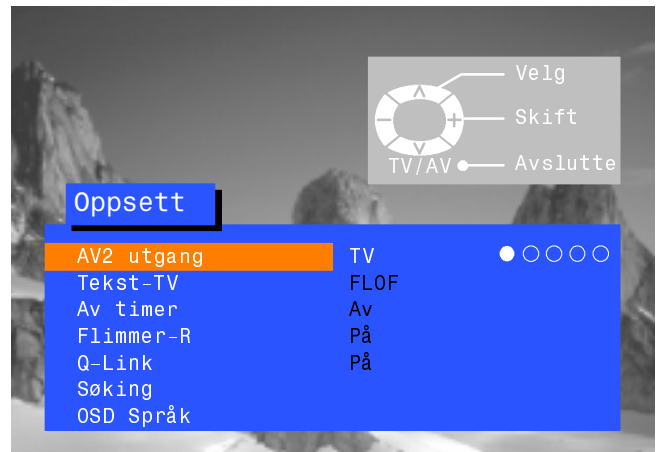 Velg
Skift
TV/AV Avslutte
Oppsett
AV2 utgang TV
Tekst-TV FLOF
Av timer Av
Flimmer-R På
Q-Link På
Søking
OSD Språk